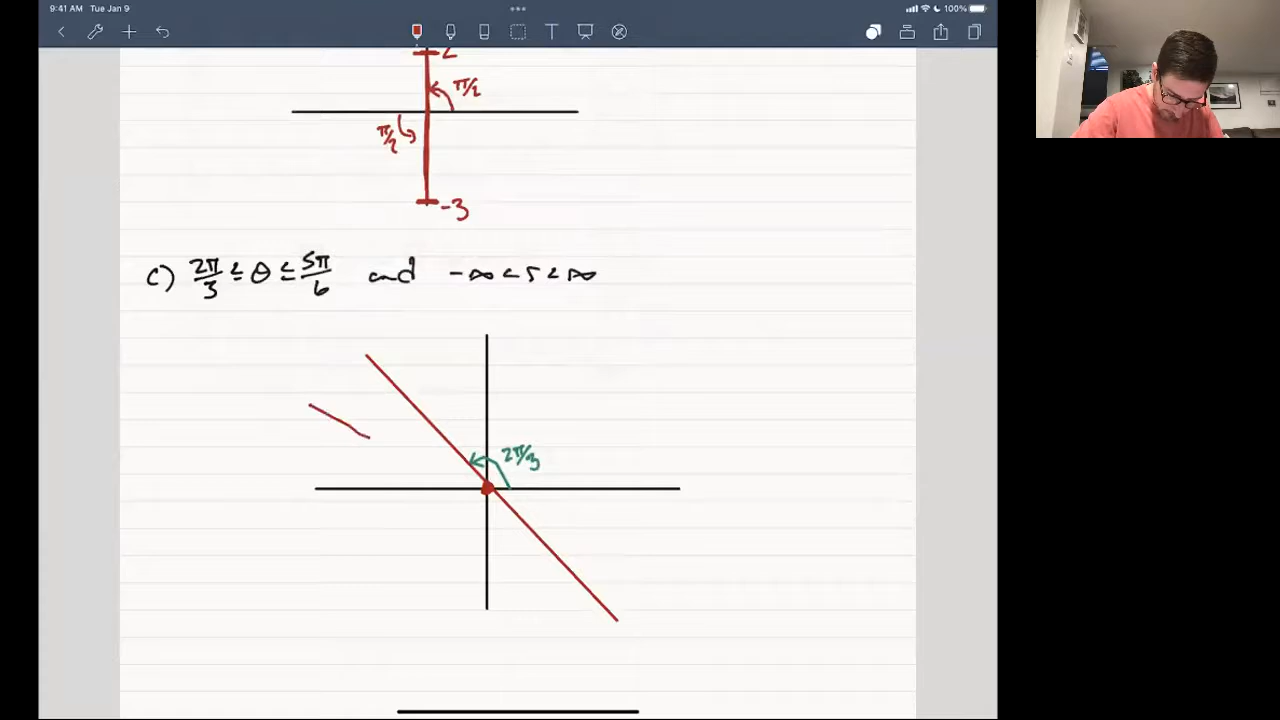 9:41 AM Tue Jan 9
100%
π/2
π/2
-3
c) 2π/3 ≤ θ ≤ 5π/6 and -∞ < r < ∞
2π/3